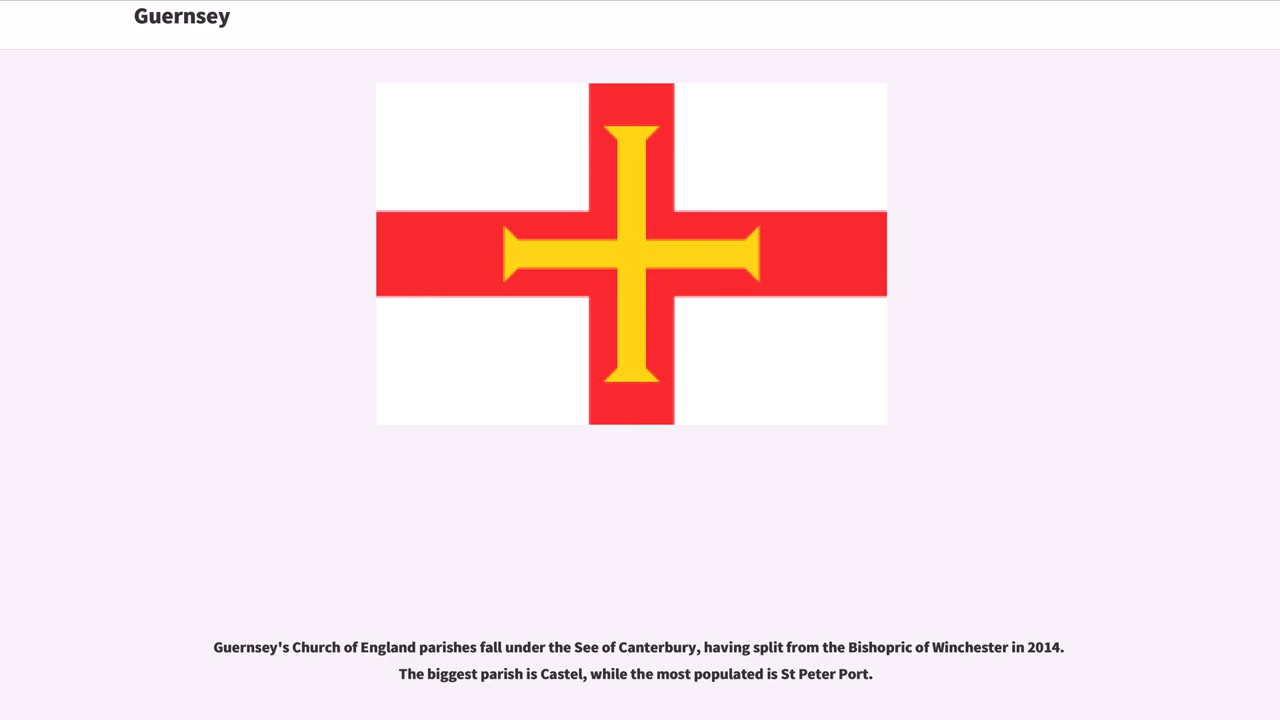 Guernsey
Guernsey's Church of England parishes fall under the See of Canterbury, having split from the Bishopric of Winchester in 2014.
The biggest parish is Castel, while the most populated is St Peter Port.